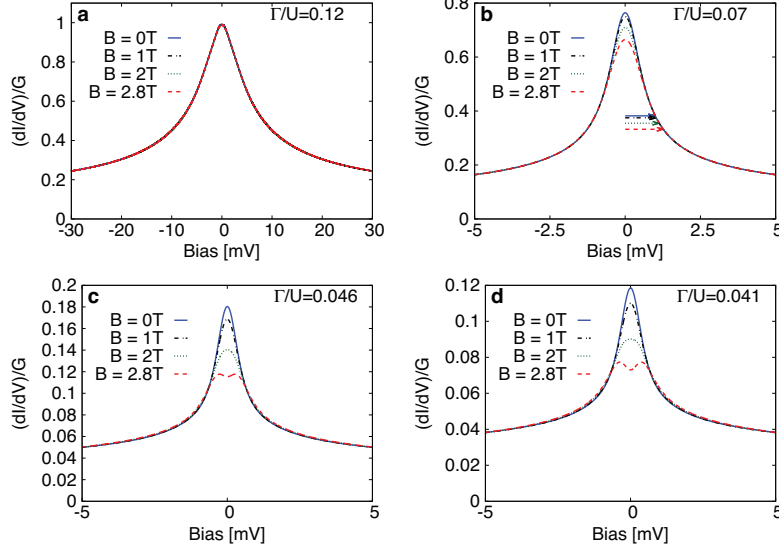 a
Γ/U=0.12
B = 0T
B = 1T
B = 2T
B = 2.8T
(dI/dV)/G
1
0.8
0.6
0.4
0.2
0
-30
-20
-10
0
10
20
30
Bias [mV]
b
Γ/U=0.07
B = 0T
B = 1T
B = 2T
B = 2.8T
(dI/dV)/G
0.8
0.6
0.4
0.2
0
-5
-2.5
0
2.5
5
Bias [mV]
c
Γ/U=0.046
B = 0T
B = 1T
B = 2T
B = 2.8T
(dI/dV)/G
0.2
0.18
0.16
0.14
0.12
0.1
0.08
0.06
0.04
0.02
0
-5
0
5
Bias [mV]
d
Γ/U=0.041
B = 0T
B = 1T
B = 2T
B = 2.8T
(dI/dV)/G
0.12
0.1
0.08
0.06
0.04
0.02
0
-5
0
5
Bias [mV]